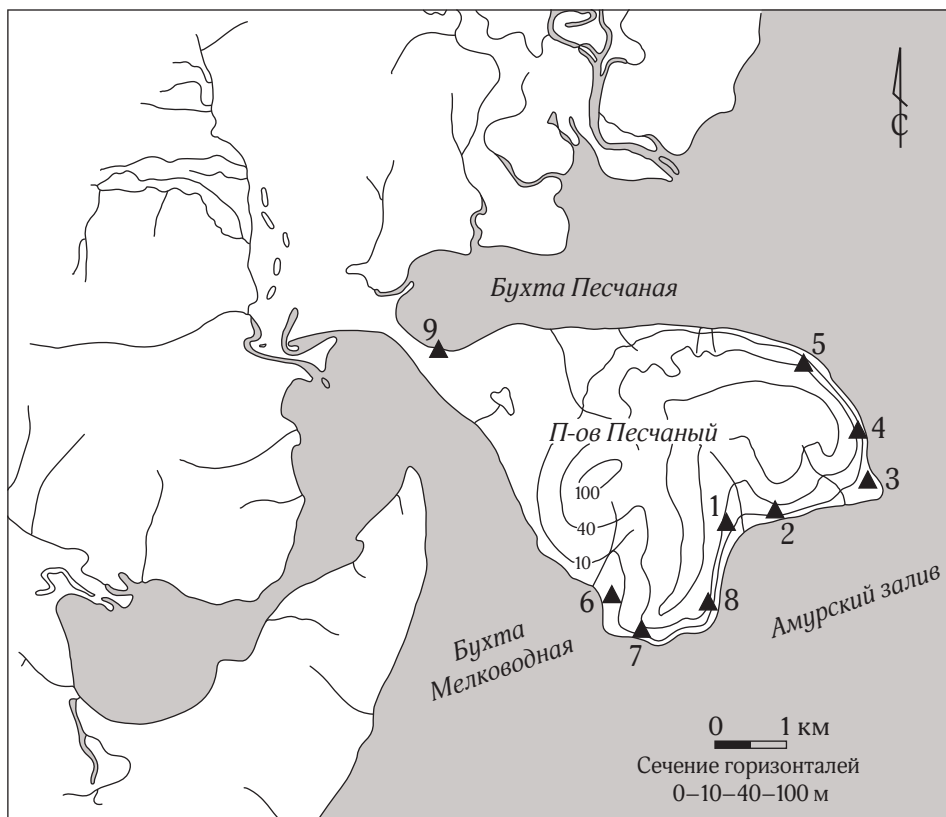 С
Бухта Песчаная
9
5
П-ов Песчаный
4
3
100
1
2
40
10
6
8
7
Бухта
Мелководная
Амурский залив
0 1 км
Сечение горизонталей
0–10–40–100 м